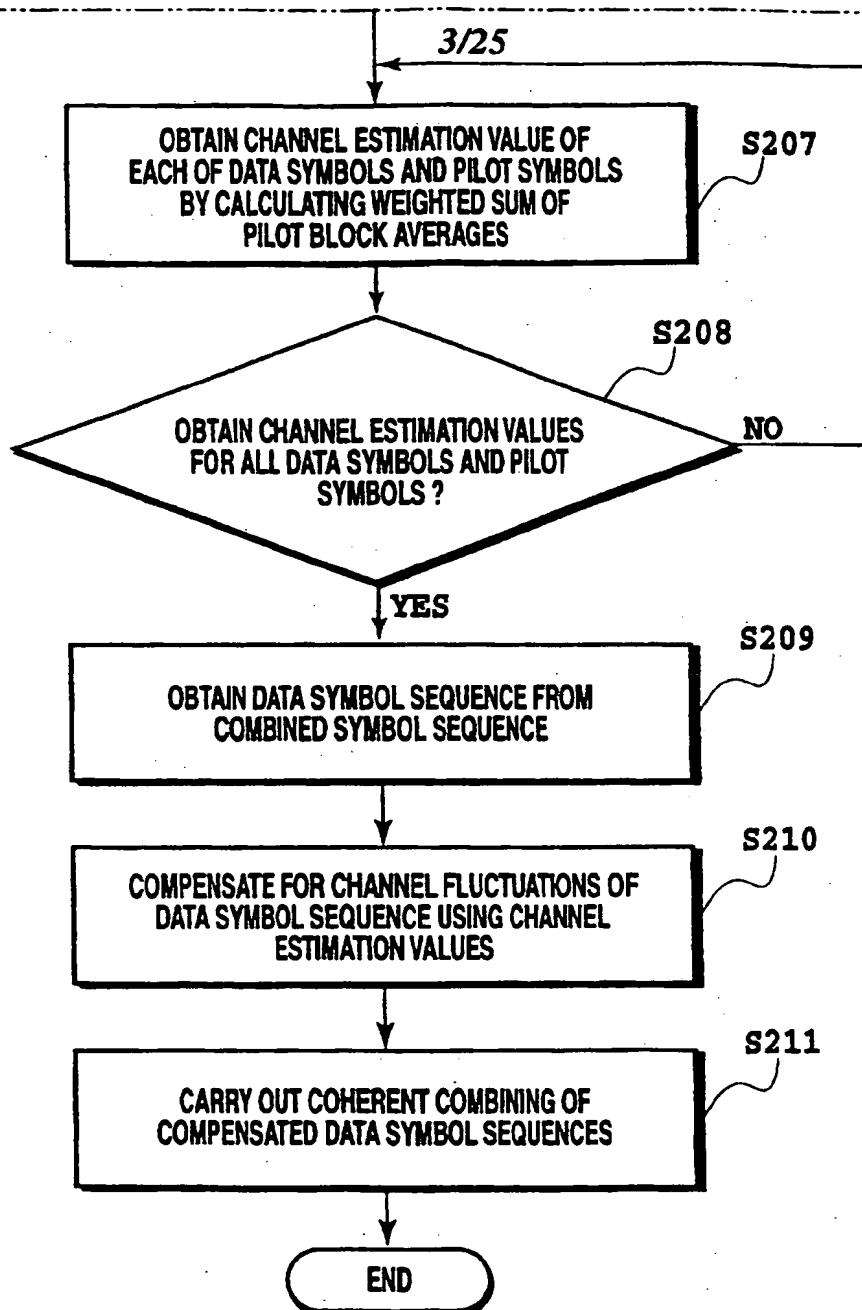 3/25
OBTAIN CHANNEL ESTIMATION VALUE OF
EACH OF DATA SYMBOLS AND PILOT SYMBOLS
BY CALCULATING WEIGHTED SUM OF
PILOT BLOCK AVERAGES
S207
S208
OBTAIN CHANNEL ESTIMATION VALUES
FOR ALL DATA SYMBOLS AND PILOT
SYMBOLS ?
NO
YES
S209
OBTAIN DATA SYMBOL SEQUENCE FROM
COMBINED SYMBOL SEQUENCE
S210
COMPENSATE FOR CHANNEL FLUCTUATIONS OF
DATA SYMBOL SEQUENCE USING CHANNEL
ESTIMATION VALUES
S211
CARRY OUT COHERENT COMBINING OF
COMPENSATED DATA SYMBOL SEQUENCES
END